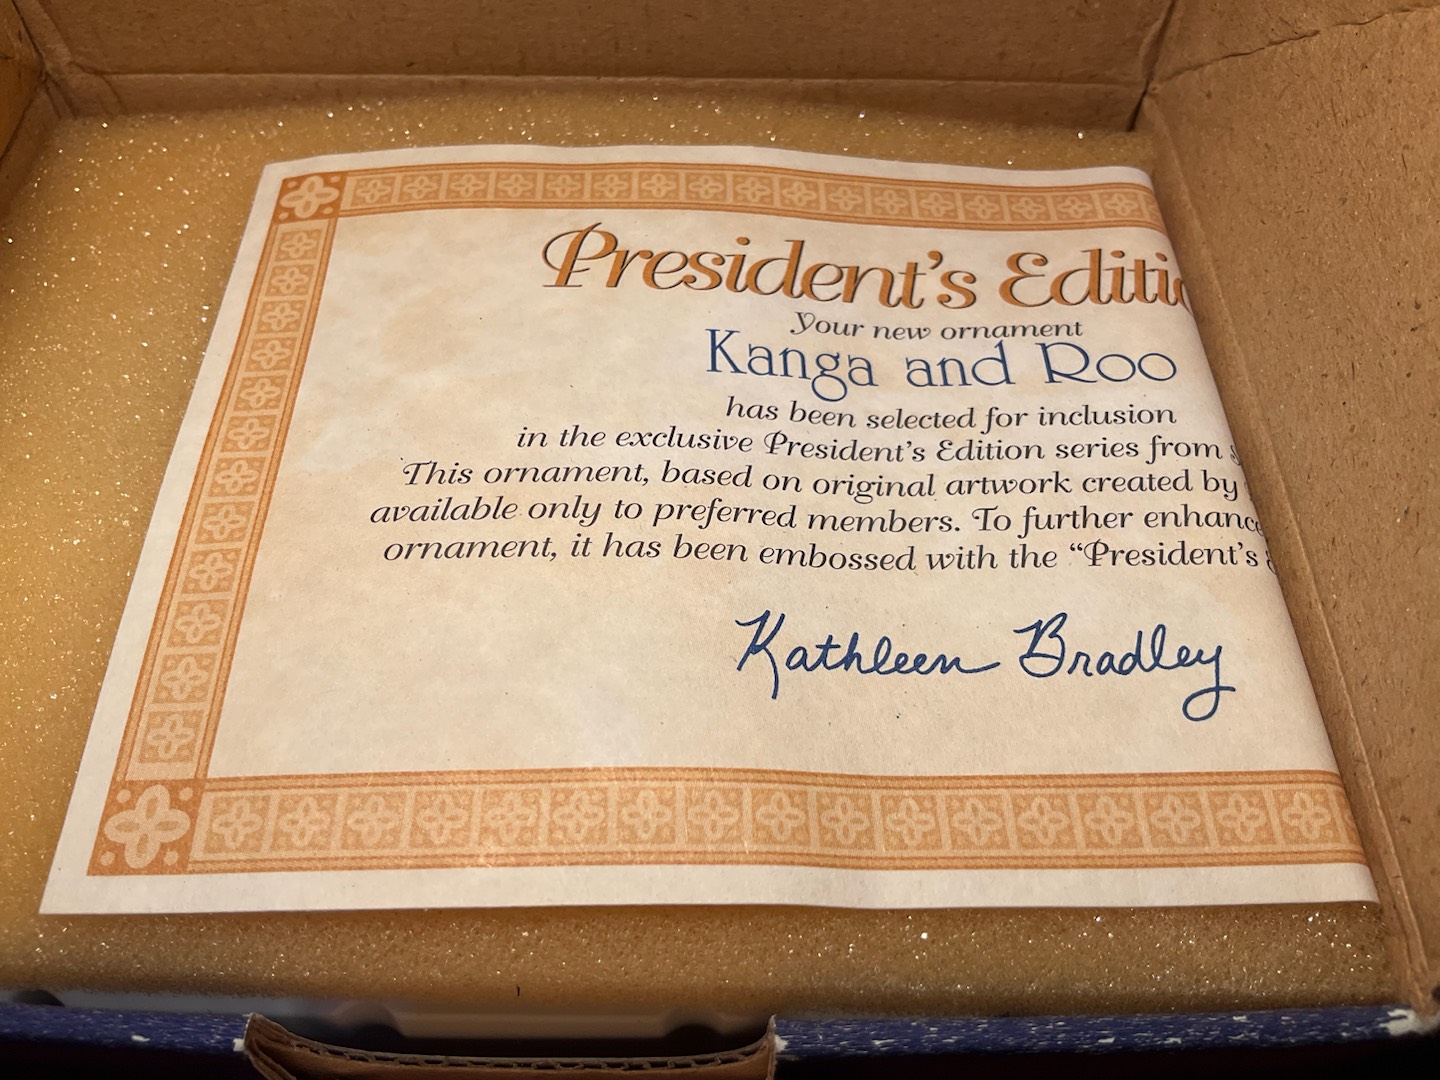 President's Editi
Your new ornament
Kanga and Roo
has been selected for inclusion
in the exclusive President's Edition series from
This ornament, based on original artwork created by
available only to preferred members. To further enhanc
ornament, it has been embossed with the “President's
Kathleen Bradley